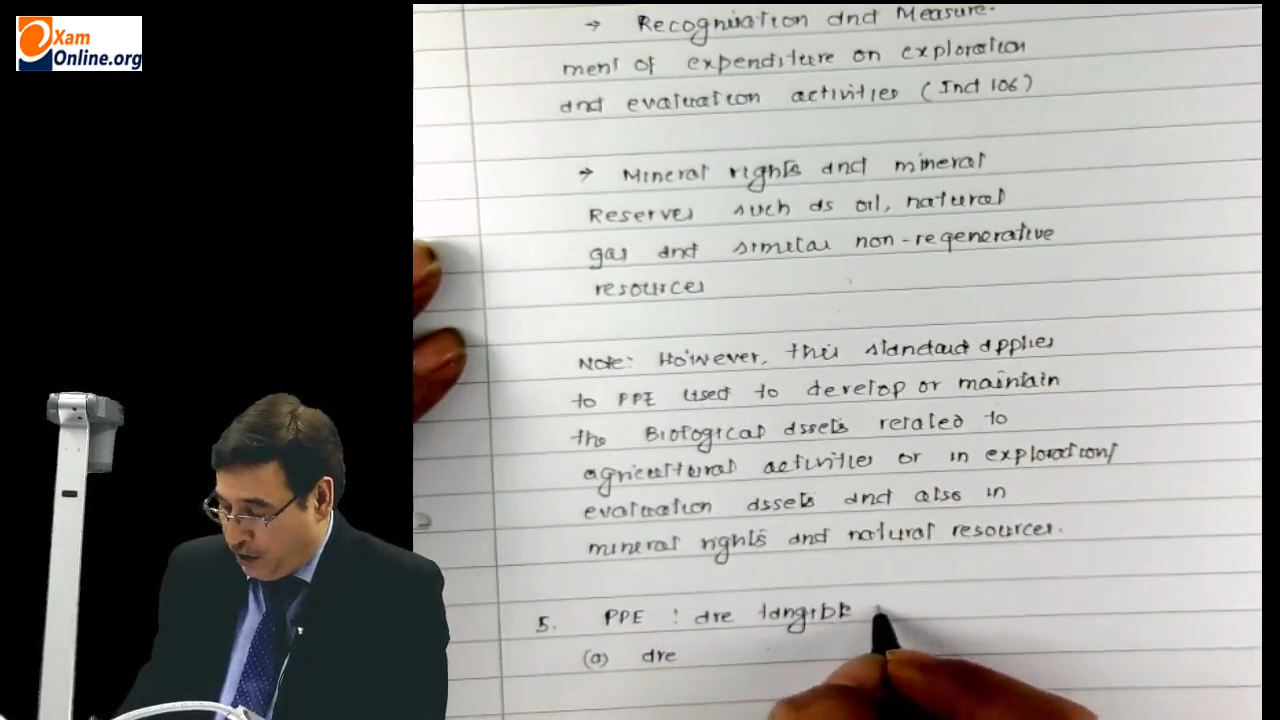 Xam
Online.org
→ Recognisation and Measure-
ment of expenditure on exploration
and evaluation activities (Ind 106)
→ Mineral rights and mineral
Reserves such as oil, natural
gas and similar non-regenerative
resources
Note: However, this standard applies
to PPE used to develop or maintain
the Biological assets related to
agricultural activities or in exploration/
evaluation assets and also in
mineral rights and natural resources.
5. PPE : are tangible
(a) are